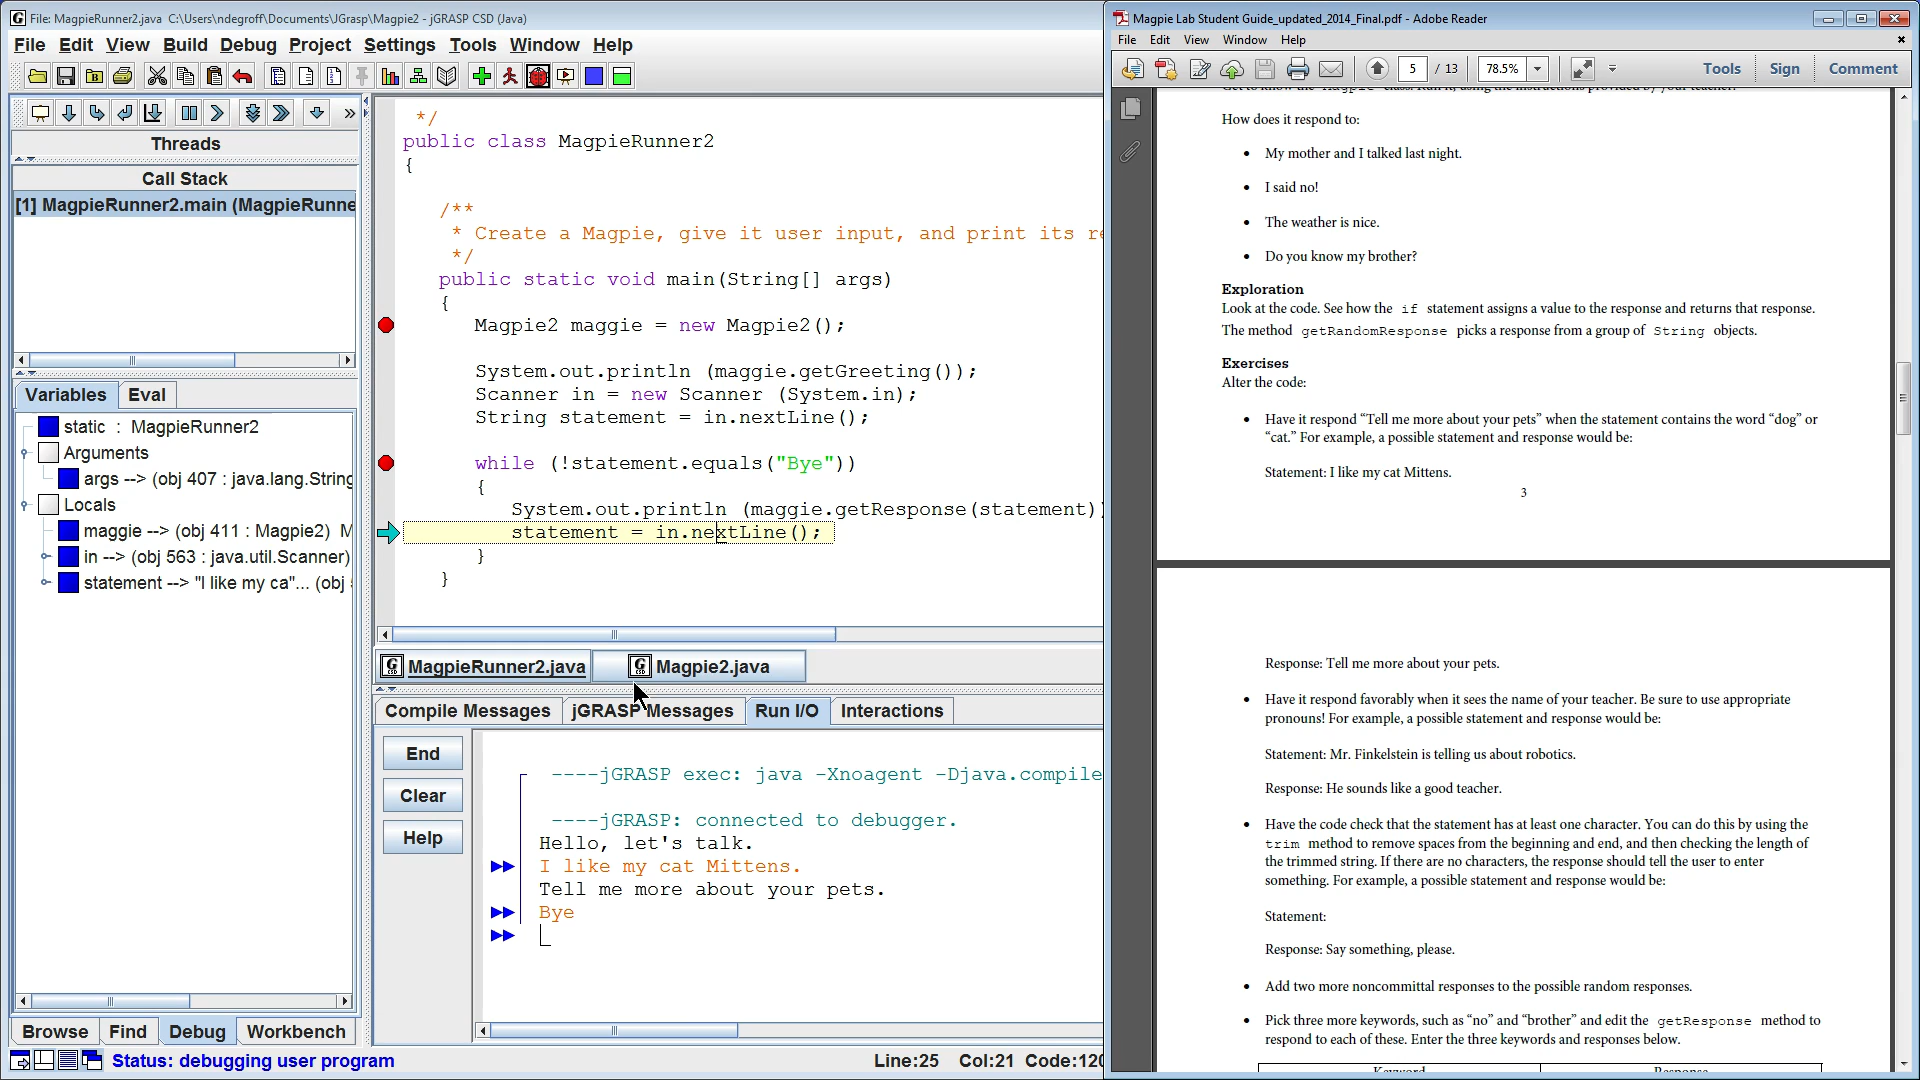 File: MagpieRunner2.java  C:\Users\ndegroff\Documents\JGrasp\Magpie2 - jGRASP CSD (Java)
File Edit View Build Debug Project Settings Tools Window Help
Threads
Call Stack
[1] MagpieRunner2.main (MagpieRunne
Variables Eval
static : MagpieRunner2
Arguments
args --> (obj 407 : java.lang.String
Locals
maggie --> (obj 411 : Magpie2) M
in --> (obj 563 : java.util.Scanner)
statement --> "I like my ca"... (obj
Browse Find Debug Workbench
Status: debugging user program
*/
public class MagpieRunner2
{
/**
* Create a Magpie, give it user input, and print its re
*/
public static void main(String[] args)
{
Magpie2 maggie = new Magpie2();
System.out.println (maggie.getGreeting());
Scanner in = new Scanner (System.in);
String statement = in.nextLine();
while (!statement.equals("Bye"))
{
System.out.println (maggie.getResponse(statement)
statement = in.nextLine();
}
}
MagpieRunner2.java Magpie2.java
Compile Messages jGRASP Messages Run I/O Interactions
End
Clear
Help
----jGRASP exec: java -Xnoagent -Djava.compile
----jGRASP: connected to debugger.
Hello, let's talk.
I like my cat Mittens.
Tell me more about your pets.
Bye
Line:25 Col:21 Code:120
Magpie Lab Student Guide_updated_2014_Final.pdf - Adobe Reader
File Edit View Window Help
5 / 13 78.5% Tools Sign Comment
How does it respond to:
• My mother and I talked last night.
• I said no!
• The weather is nice.
• Do you know my brother?
Exploration
Look at the code. See how the if statement assigns a value to the response and returns that response.
The method getRandomResponse picks a response from a group of String objects.
Exercises
Alter the code:
• Have it respond “Tell me more about your pets” when the statement contains the word “dog” or
“cat.” For example, a possible statement and response would be:
Statement: I like my cat Mittens.
3
Response: Tell me more about your pets.
• Have it respond favorably when it sees the name of your teacher. Be sure to use appropriate
pronouns! For example, a possible statement and response would be:
Statement: Mr. Finkelstein is telling us about robotics.
Response: He sounds like a good teacher.
• Have the code check that the statement has at least one character. You can do this by using the
trim method to remove spaces from the beginning and end, and then checking the length of
the trimmed string. If there are no characters, the response should tell the user to enter
something. For example, a possible statement and response would be:
Statement:
Response: Say something, please.
• Add two more noncommittal responses to the possible random responses.
• Pick three more keywords, such as “no” and “brother” and edit the getResponse method to
respond to each of these. Enter the three keywords and responses below.
Keyword Response